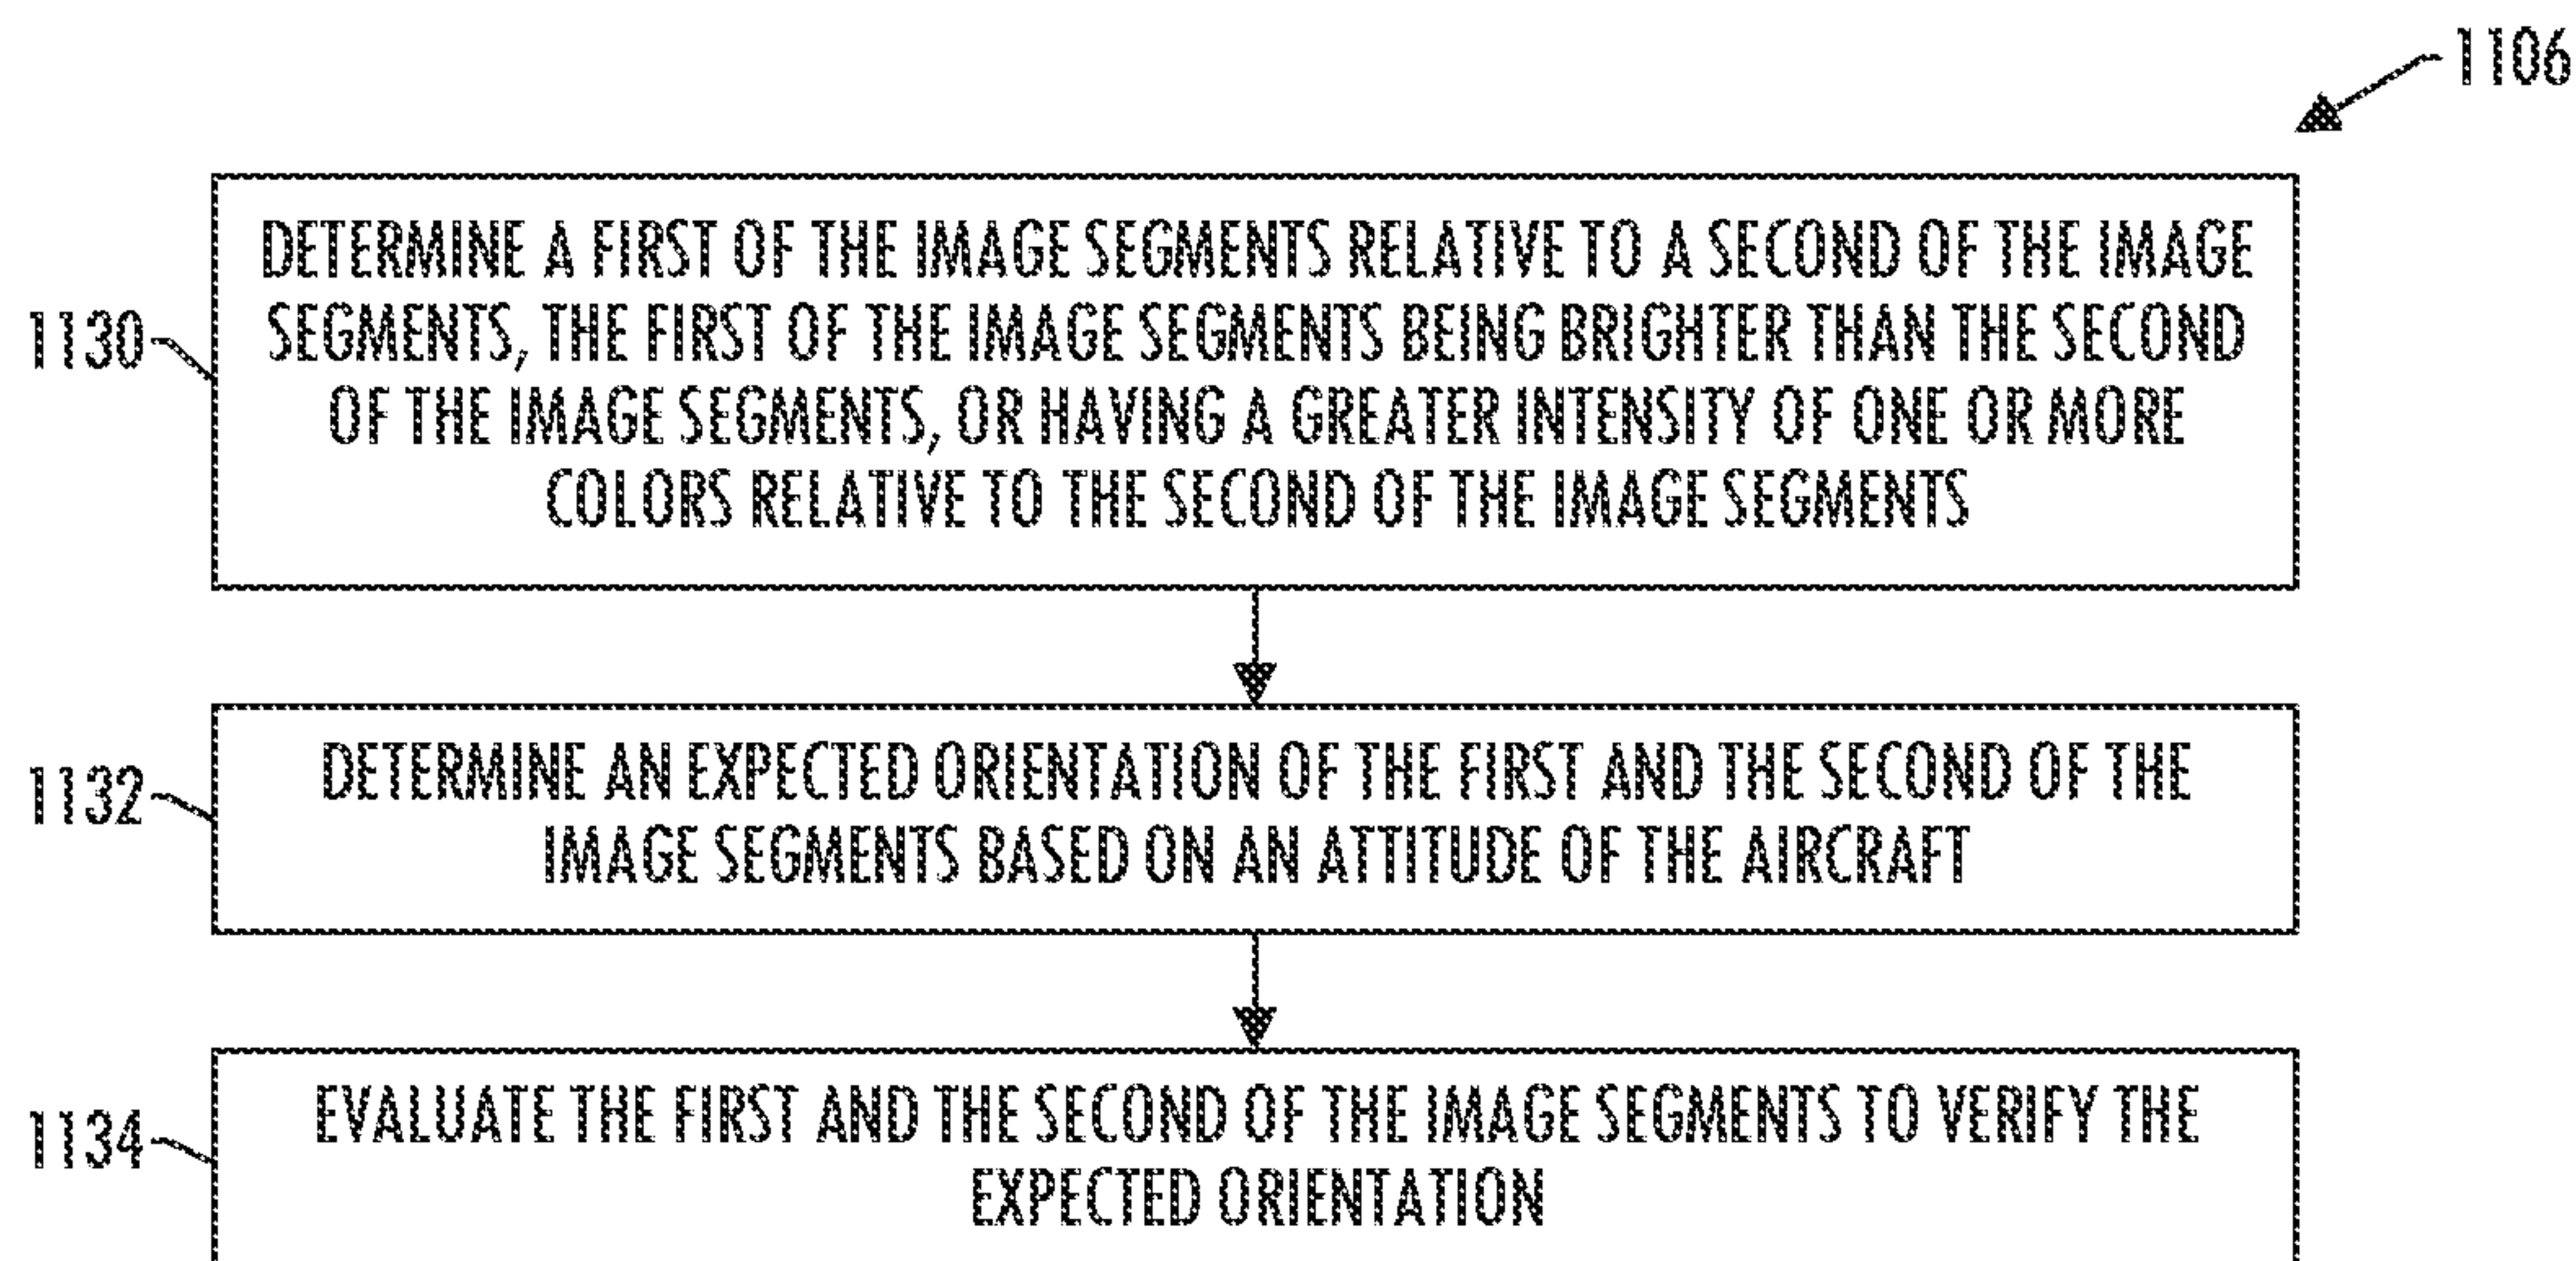 1106
1130
DETERMINE A FIRST OF THE IMAGE SEGMENTS RELATIVE TO A SECOND OF THE IMAGE
SEGMENTS, THE FIRST OF THE IMAGE SEGMENTS BEING BRIGHTER THAN THE SECOND
OF THE IMAGE SEGMENTS, OR HAVING A GREATER INTENSITY OF ONE OR MORE
COLORS RELATIVE TO THE SECOND OF THE IMAGE SEGMENTS
1132
DETERMINE AN EXPECTED ORIENTATION OF THE FIRST AND THE SECOND OF THE
IMAGE SEGMENTS BASED ON AN ATTITUDE OF THE AIRCRAFT
1134
EVALUATE THE FIRST AND THE SECOND OF THE IMAGE SEGMENTS TO VERIFY THE
EXPECTED ORIENTATION